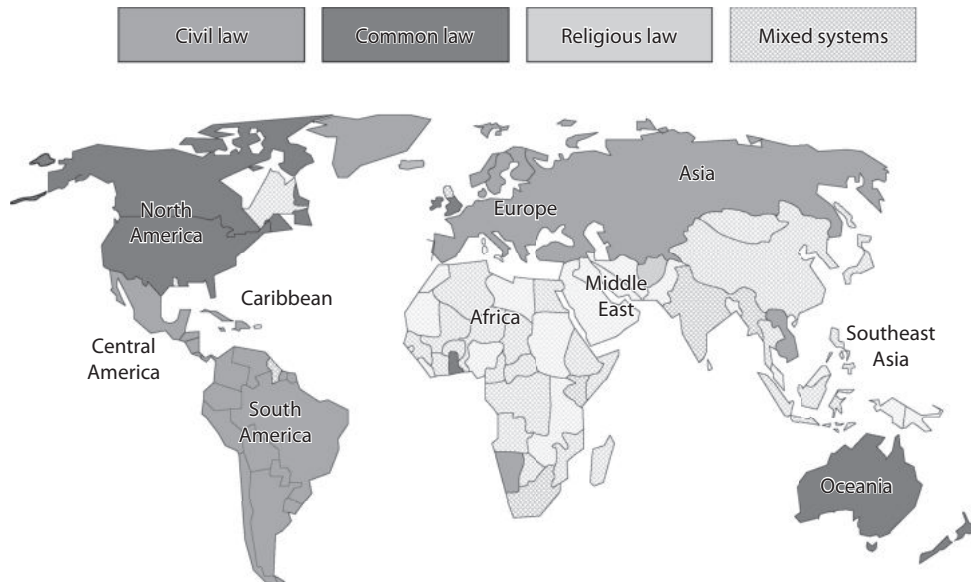 Civil law
Common law
Religious law
Mixed systems
Asia
North
America
Europe
Middle
East
Caribbean
Africa
Southeast
Asia
Central
America
South
America
Oceania